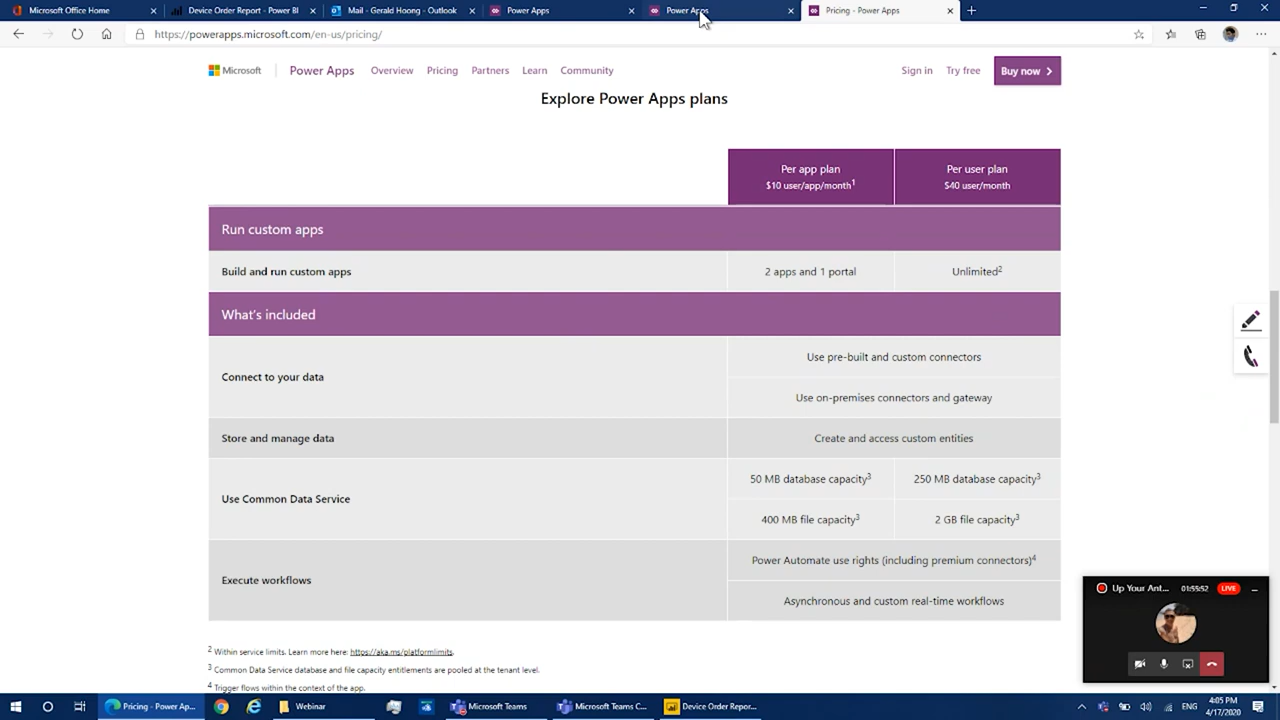 Microsoft Office Home
Device Order Report - Power BI
Mail - Gerald Hoong - Outlook
Power Apps
Power Apps
Pricing - Power Apps
https://powerapps.microsoft.com/en-us/pricing/
Microsoft
Power Apps
Overview
Pricing
Partners
Learn
Community
Sign in
Try free
Buy now
Explore Power Apps plans
Per app plan
$10 user/app/month1
Per user plan
$40 user/month
Run custom apps
Build and run custom apps
2 apps and 1 portal
Unlimited2
What's included
Connect to your data
Use pre-built and custom connectors
Use on-premises connectors and gateway
Store and manage data
Create and access custom entities
Use Common Data Service
50 MB database capacity3
250 MB database capacity3
400 MB file capacity3
2 GB file capacity3
Execute workflows
Power Automate use rights (including premium connectors)4
Asynchronous and custom real-time workflows
2 Within service limits. Learn more here: https://aka.ms/platformlimits.
3 Common Data Service database and file capacity entitlements are pooled at the tenant level.
4 Trigger flows within the context of the app.
Up Your Ant...
01:55:52
LIVE
Pricing - Power Ap...
Webinar
Microsoft Teams
Microsoft Teams C...
Device Order Repor...
4:05 PM
4/17/2020